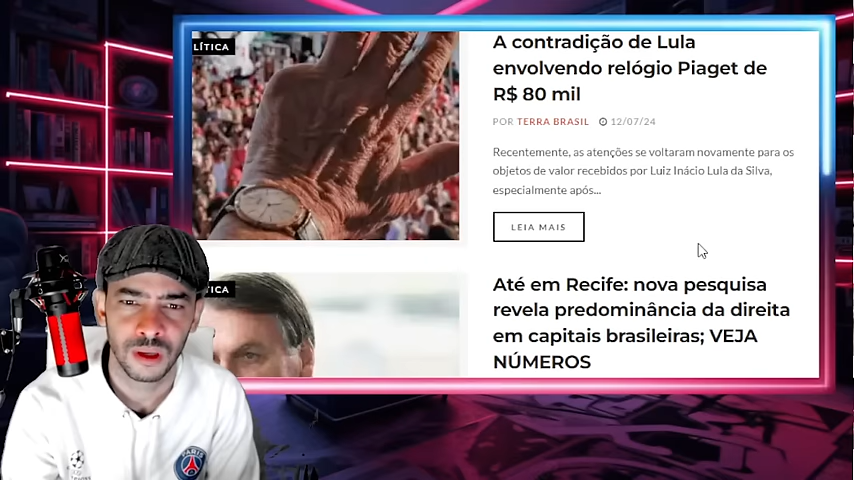 LÍTICA
A contradição de Lula
envolvendo relógio Piaget de
R$ 80 mil
POR TERRA BRASIL 12/07/24
Recentemente, as atenções se voltaram novamente para os
objetos de valor recebidos por Luiz Inácio Lula da Silva,
especialmente após...
LEIA MAIS
TICA
Até em Recife: nova pesquisa
revela predominância da direita
em capitais brasileiras; VEJA
NÚMEROS
PARIS